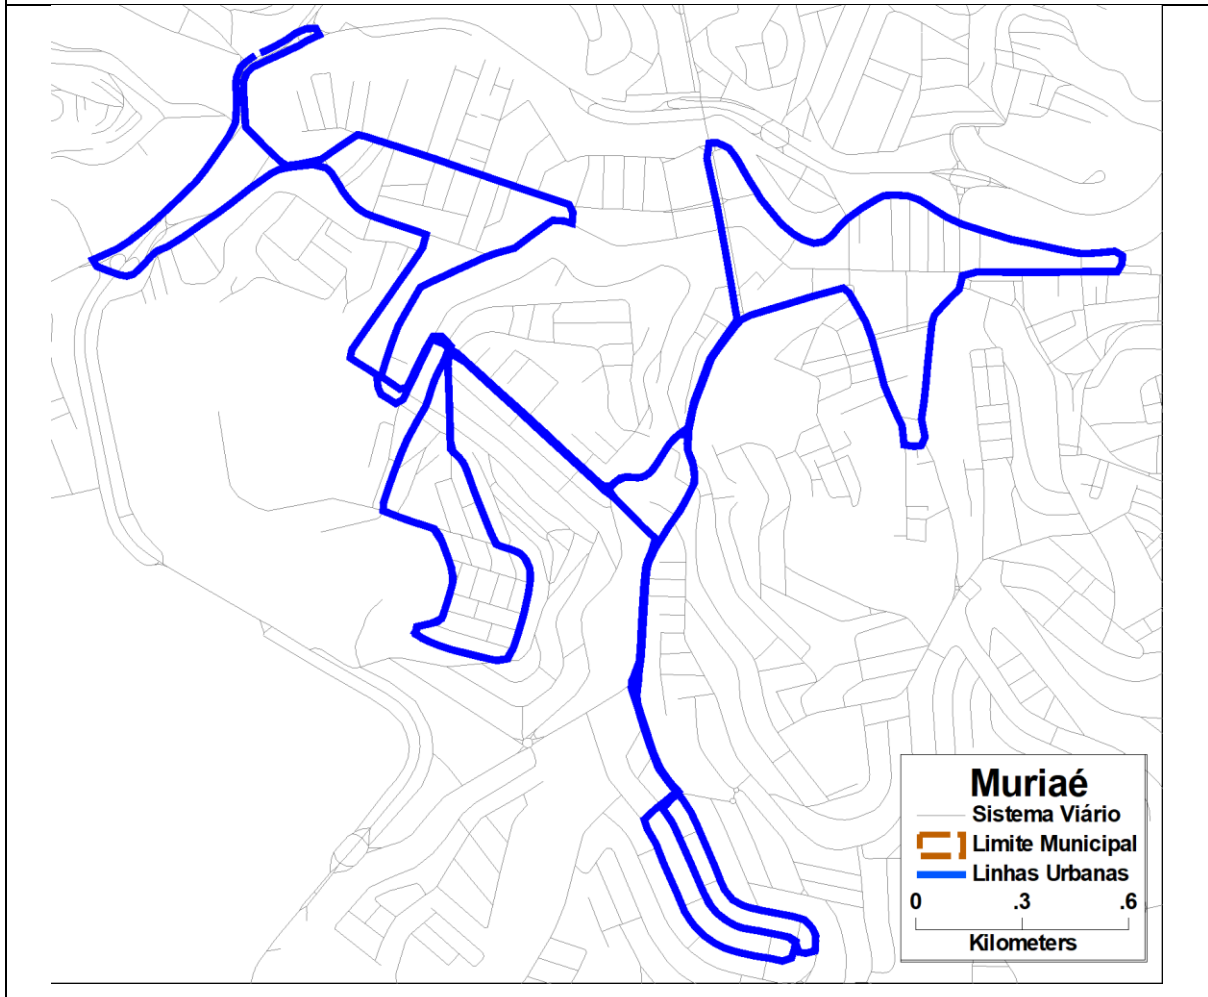 Muriaé
Sistema Viário
Limite Municipal
Linhas Urbanas
0 .3 .6
Kilometers